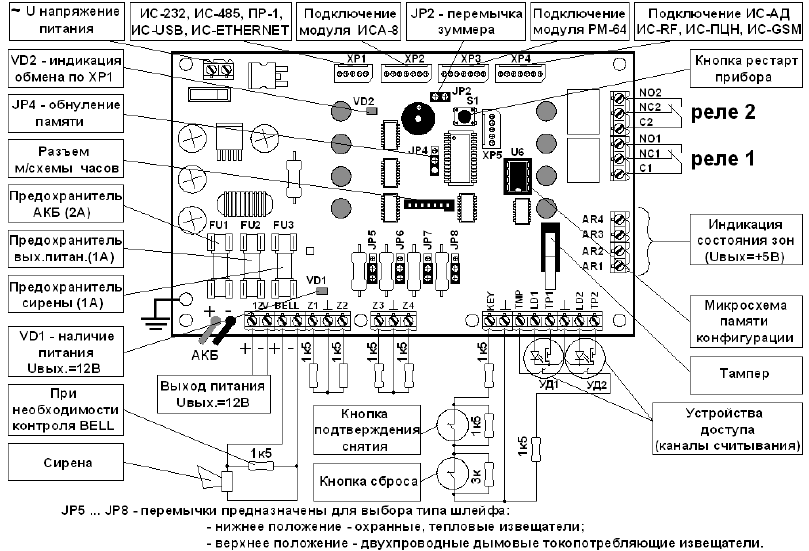 ~ U напряжение
питания
ИС-232, ИС-485, ПР-1,
ИС-USB, ИС-ETHERNET
Подключение
модуля ИСА-8
JP2 - перемычка
зуммера
Подключение
модуля РМ-64
Подключение ИС-АД
ИС-RF, ИС-ПЦН, ИС-GSM
VD2 - индикация
обмена по XP1
JP4 - обнуление
памяти
Разъем
м/схемы часов
Предохранитель
АКБ (2А)
Предохранитель
вых.питан.(1А)
Предохранитель
сирены (1А)
VD1 - наличие
питания
Uвых.=12В
При
необходимости
контроля BELL
Сирена
XP1
XP2
XP3
XP4
JP2
VD2
S1
JP4
XP5
U6
Кнопка рестарт
прибора
NO2
NC2
C2
реле 2
NO1
NC1
C1
реле 1
AR4
AR3
AR2
AR1
Индикация
состояния зон
(Uвых=+5В)
Микросхема
памяти
конфигурации
Тампер
Устройства
доступа
(каналы считывания)
FU1
FU2
FU3
JP5
JP6
JP7
JP8
VD1
+ -
АКБ
12V
BELL
Z1
⊥
Z2
Z3
⊥
Z4
KEY
⊥
TMP
LD1
TP1
⊥
LD2
TP2
+ - + -
1к5
1к5
1к5
1к5
1к5
Выход питания
Uвых.=12В
1к5
Кнопка
подтверждения
снятия
1к5
Кнопка сброса
3к
1к5
УД1
УД2
JP5 ... JP8 - перемычки предназначены для выбора типа шлейфа:
- нижнее положение - охранные, тепловые извещатели;
- верхнее положение - двухпроводные дымовые токопотребляющие извещатели.